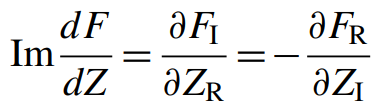 Im dF/dZ = ∂F_I/∂Z_R = −∂F_R/∂Z_I